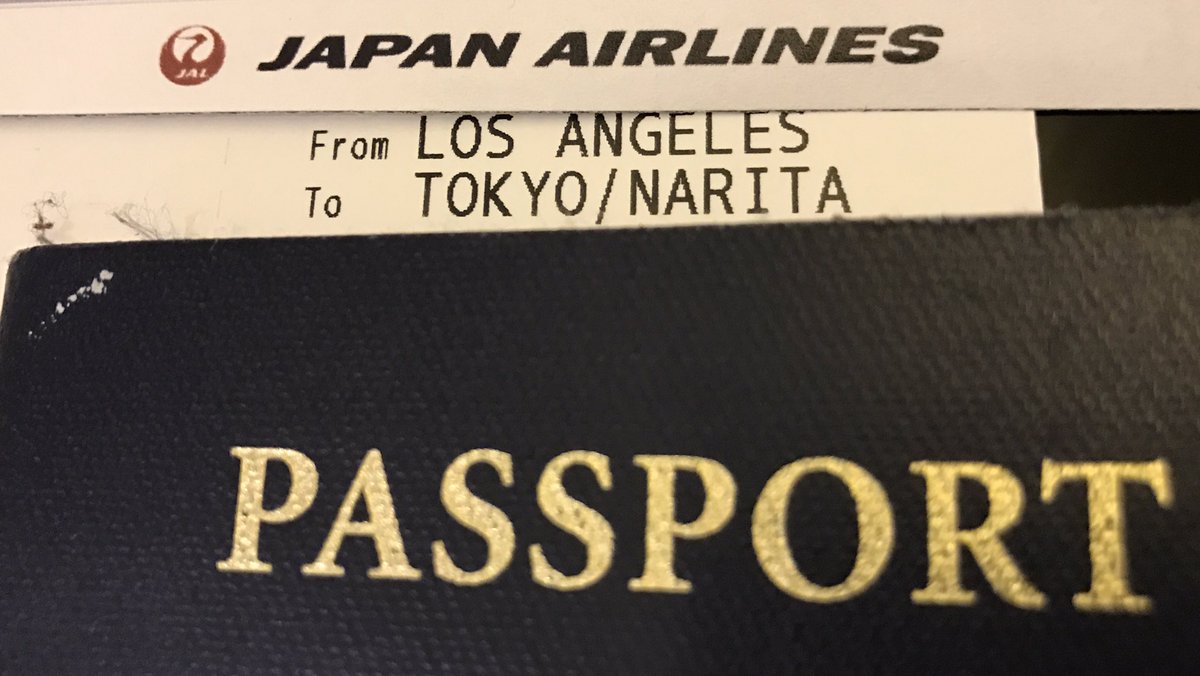 JAL JAPAN AIRLINES
From LOS ANGELES
To TOKYO/NARITA
PASSPORT